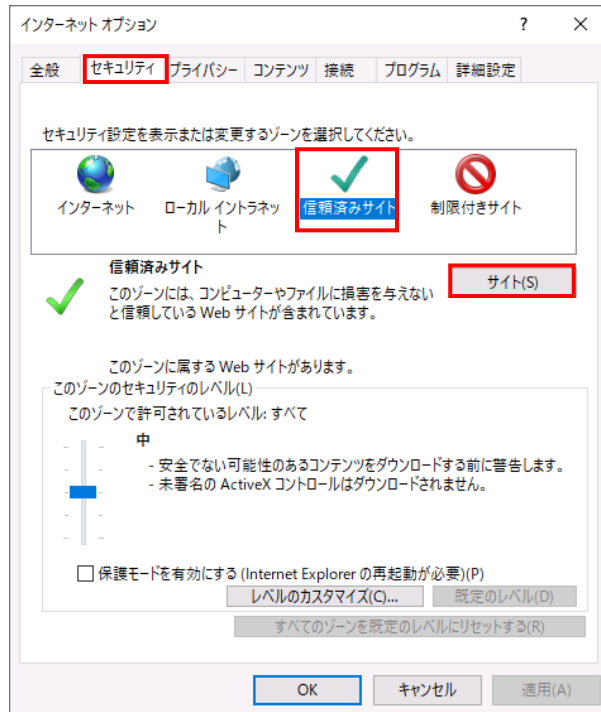 インターネット オプション ? ×
全般 セキュリティ プライバシー コンテンツ 接続 プログラム 詳細設定
セキュリティ設定を表示または変更するゾーンを選択してください。
インターネット
ローカル イントラネッ
ト
信頼済みサイト
制限付きサイト
信頼済みサイト
サイト(S)
このゾーンには、コンピューターやファイルに損害を与えない
と信頼している Web サイトが含まれています。
このゾーンに属する Web サイトがあります。
このゾーンのセキュリティのレベル(L)
このゾーンで許可されているレベル: すべて
中
- 安全でない可能性のあるコンテンツをダウンロードする前に警告します。
- 未署名の ActiveX コントロールはダウンロードされません。
保護モードを有効にする (Internet Explorer の再起動が必要)(P)
レベルのカスタマイズ(C)... 既定のレベル(D)
すべてのゾーンを既定のレベルにリセットする(R)
OK キャンセル 適用(A)